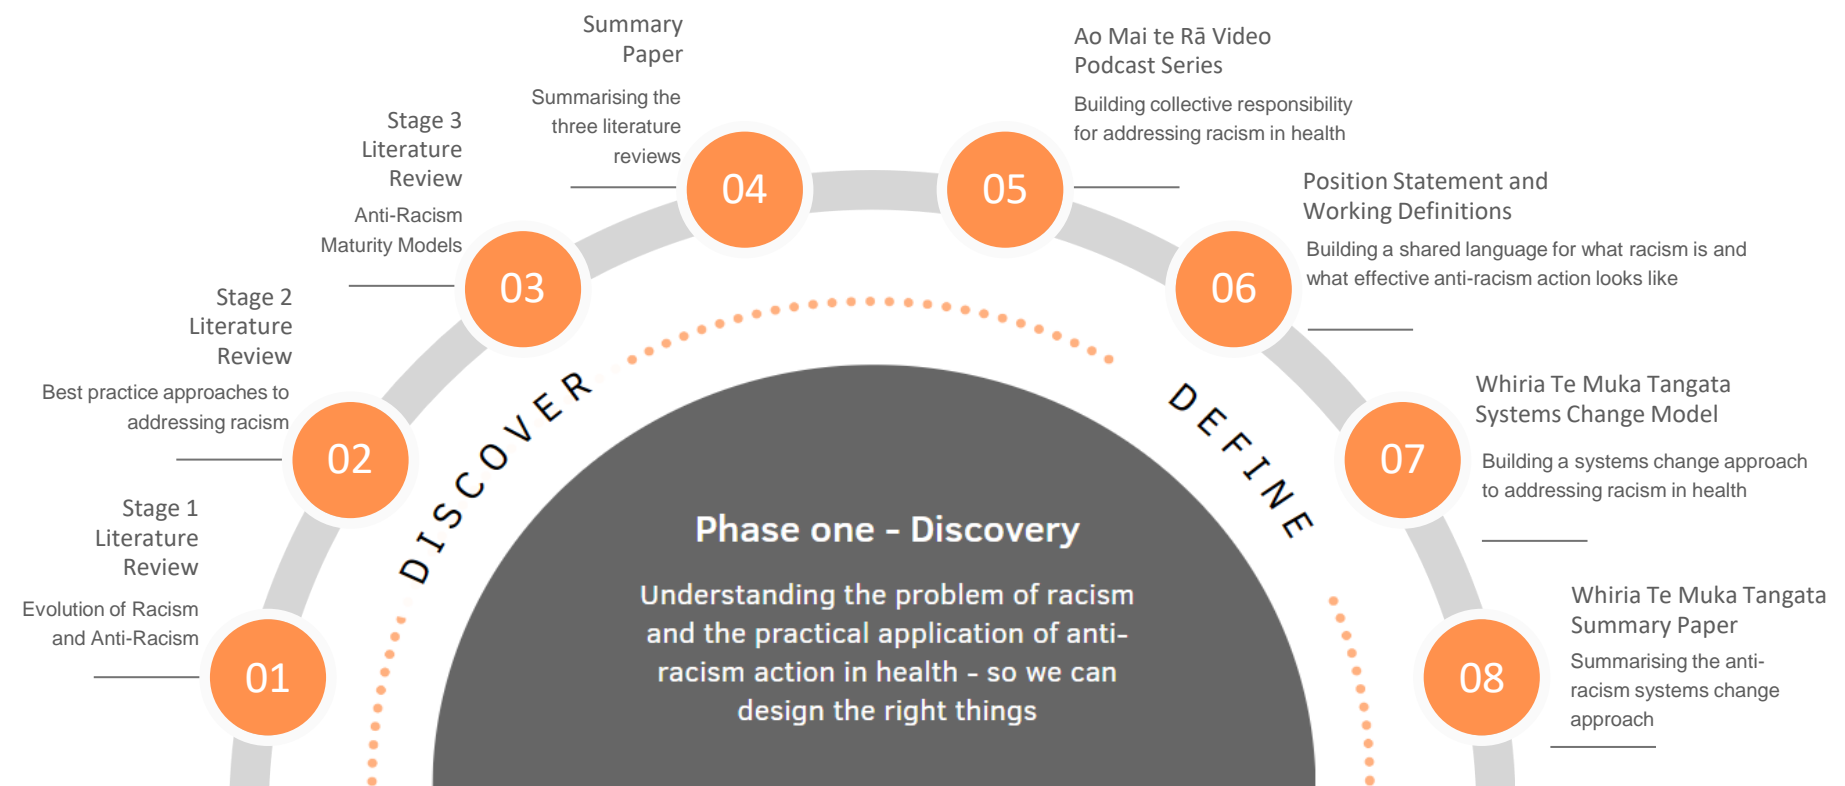 Stage 1
Literature
Review
Evolution of Racism
and Anti-Racism
01
Stage 2
Literature
Review
Best practice approaches to
addressing racism
02
Stage 3
Literature
Review
Anti-Racism
Maturity Models
03
Summary
Paper
Summarising the
three literature
reviews
04
Ao Mai te Rā Video
Podcast Series
Building collective responsibility
for addressing racism in health
05
Position Statement and
Working Definitions
Building a shared language for what racism is and
what effective anti-racism action looks like
06
Whiria Te Muka Tangata
Systems Change Model
Building a systems change approach
to addressing racism in health
07
Whiria Te Muka Tangata
Summary Paper
Summarising the anti-
racism systems change
approach
08
DISCOVER
DEFINE
Phase one - Discovery
Understanding the problem of racism
and the practical application of anti-
racism action in health - so we can
design the right things